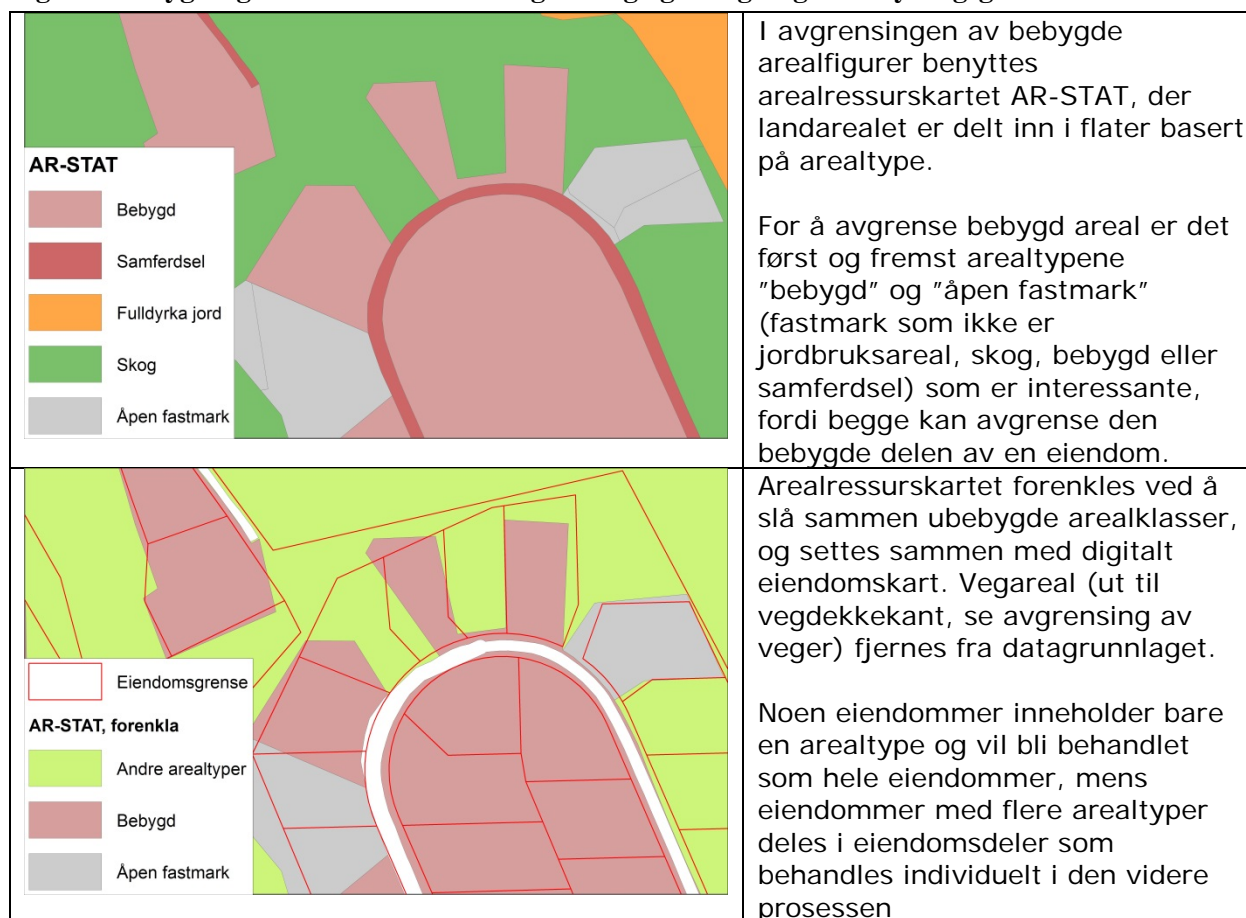 AR-STAT
Bebygd
Samferdsel
Fulldyrka jord
Skog
Åpen fastmark
I avgrensingen av bebygde
arealfigurer benyttes
arealressurskartet AR-STAT, der
landarealet er delt inn i flater basert
på arealtype.
For å avgrense bebygd areal er det
først og fremst arealtypene
”bebygd” og ”åpen fastmark”
(fastmark som ikke er
jordbruksareal, skog, bebygd eller
samferdsel) som er interessante,
fordi begge kan avgrense den
bebygde delen av en eiendom.
Eiendomsgrense
AR-STAT, forenkla
Andre arealtyper
Bebygd
Åpen fastmark
Arealressurskartet forenkles ved å
slå sammen ubebygde arealklasser,
og settes sammen med digitalt
eiendomskart. Vegareal (ut til
vegdekkekant, se avgrensing av
veger) fjernes fra datagrunnlaget.
Noen eiendommer inneholder bare
en arealtype og vil bli behandlet
som hele eiendommer, mens
eiendommer med flere arealtyper
deles i eiendomsdeler som
behandles individuelt i den videre
prosessen